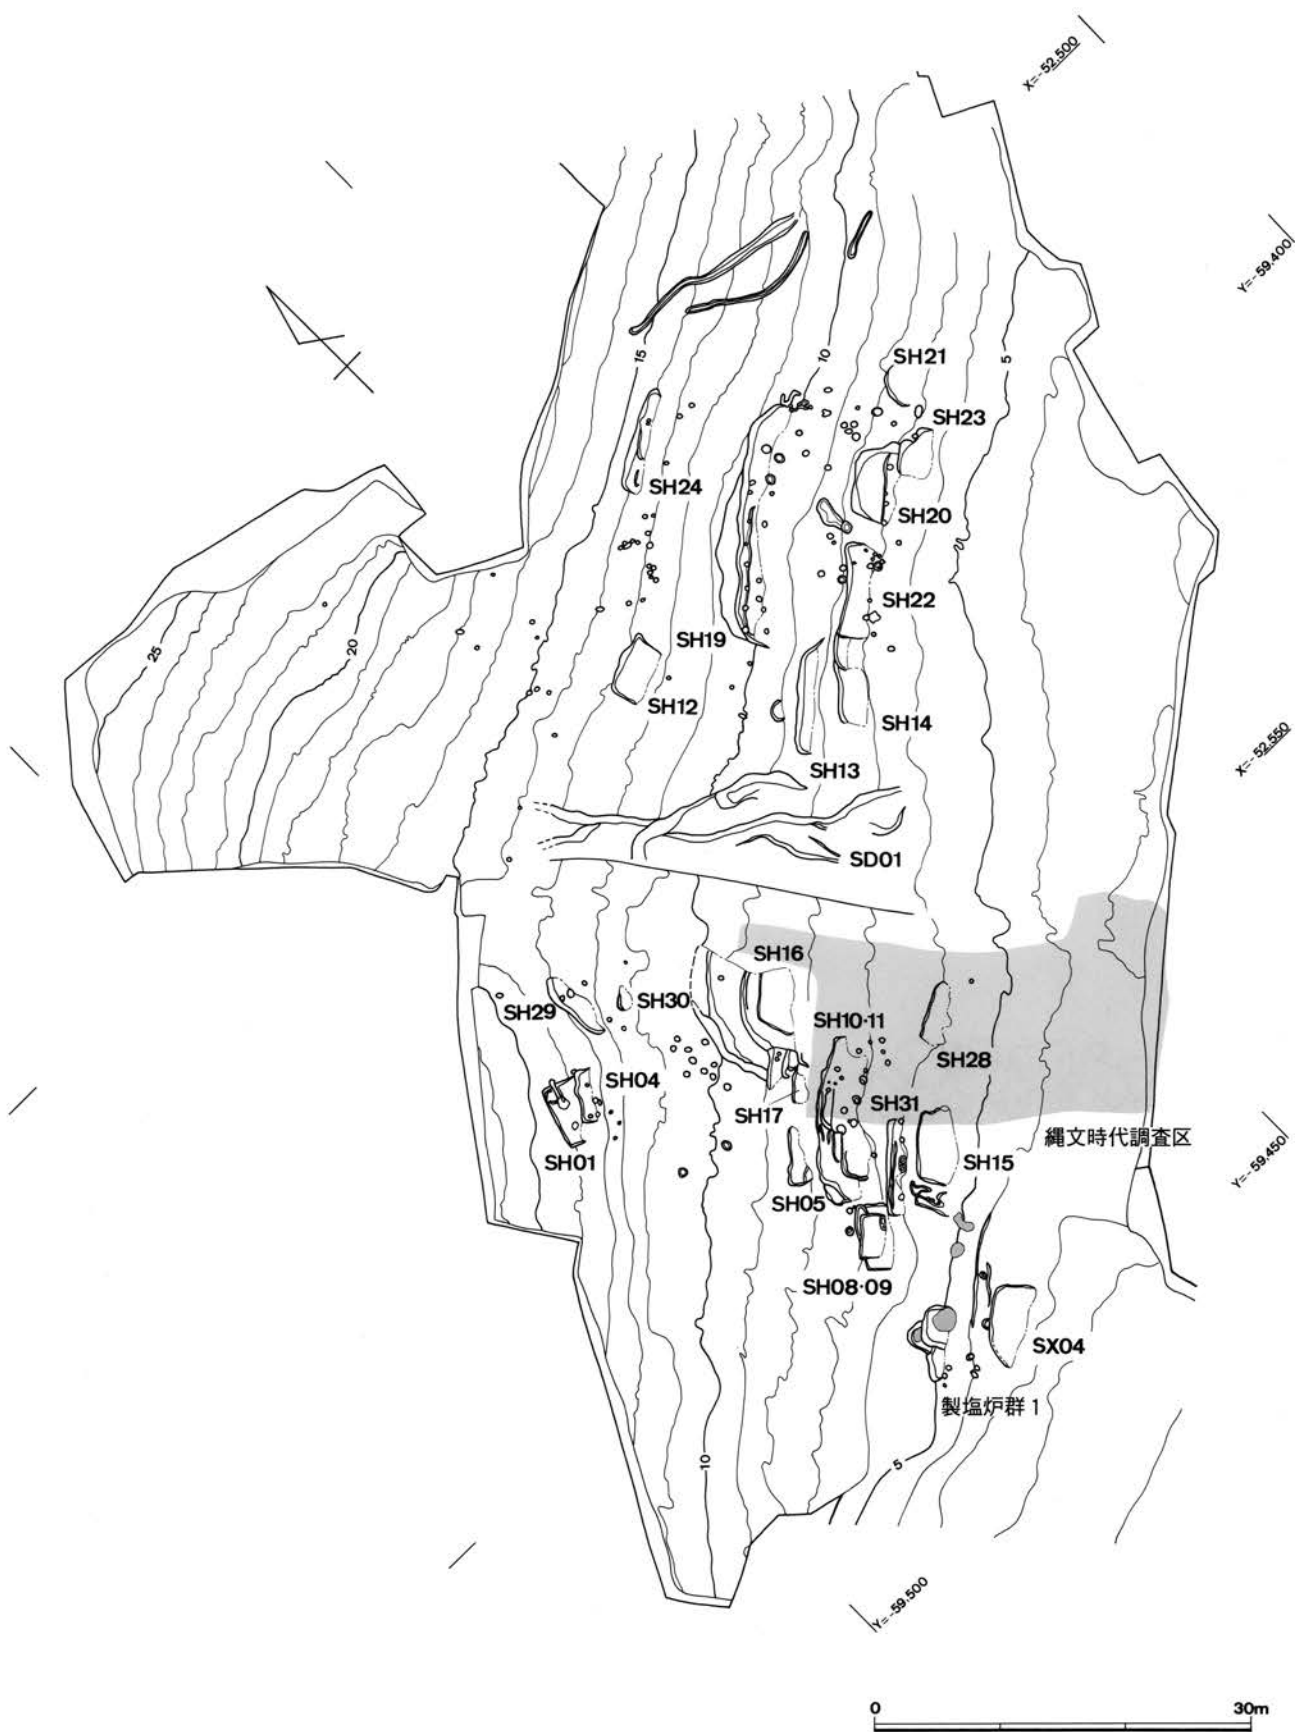 X=-52.500
Y=-59.400
15
10
SH21
5
SH23
SH24
SH20
SH22
25
20
SH19
SH12
SH14
X=-52.550
SH13
SD01
SH16
SH29
SH30
SH10·11
SH28
SH04
SH17
SH31
縄文時代調査区
SH01
SH15
Y=-59.450
SH05
SH08·09
SX04
製塩炉群1
10
5
Y=-59.500
0
30m